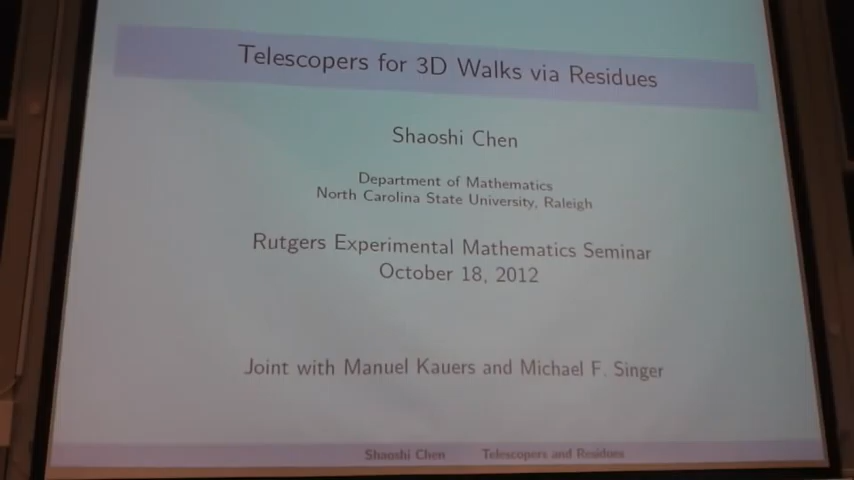 Telescopers for 3D Walks via Residues
Shaoshi Chen
Department of Mathematics
North Carolina State University, Raleigh
Rutgers Experimental Mathematics Seminar
October 18, 2012
Joint with Manuel Kauers and Michael F. Singer
Shaoshi Chen Telescopers and Residues